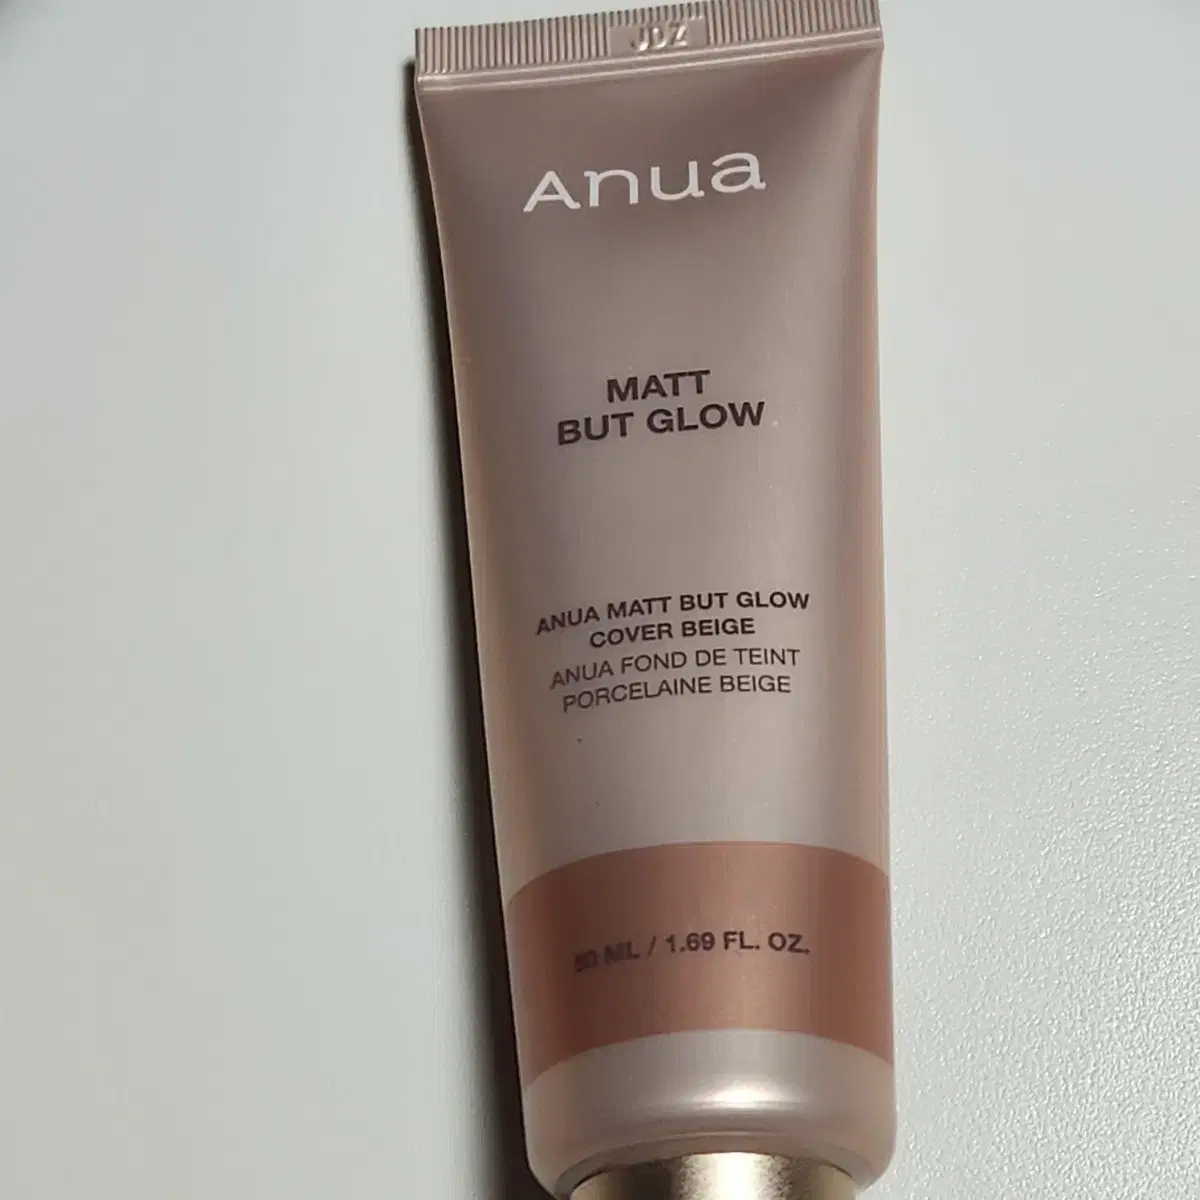 JDZ
Anua
MATT
BUT GLOW
ANUA MATT BUT GLOW
COVER BEIGE
ANUA FOND DE TEINT
PORCELAINE BEIGE
50 ML / 1.69 FL. OZ.